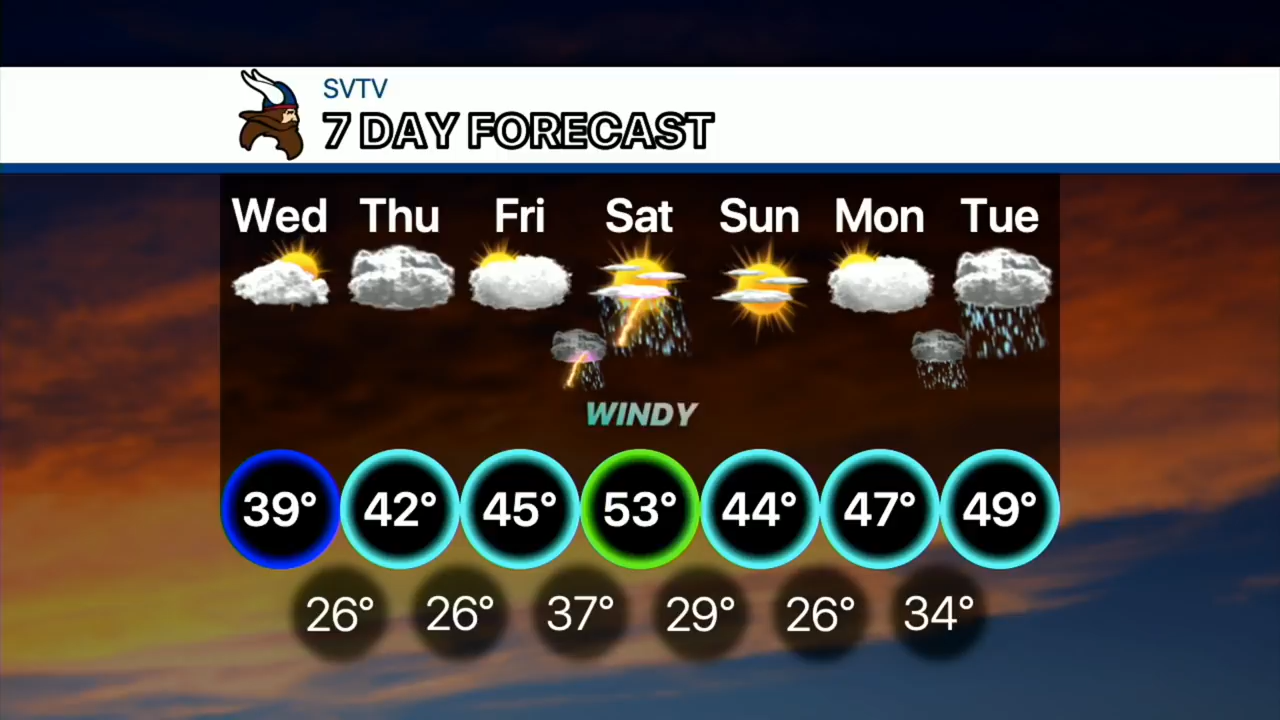 SVTV
7 DAY FORECAST
Wed Thu Fri Sat Sun Mon Tue
WINDY
39° 42° 45° 53° 44° 47° 49°
26° 26° 37° 29° 26° 34°